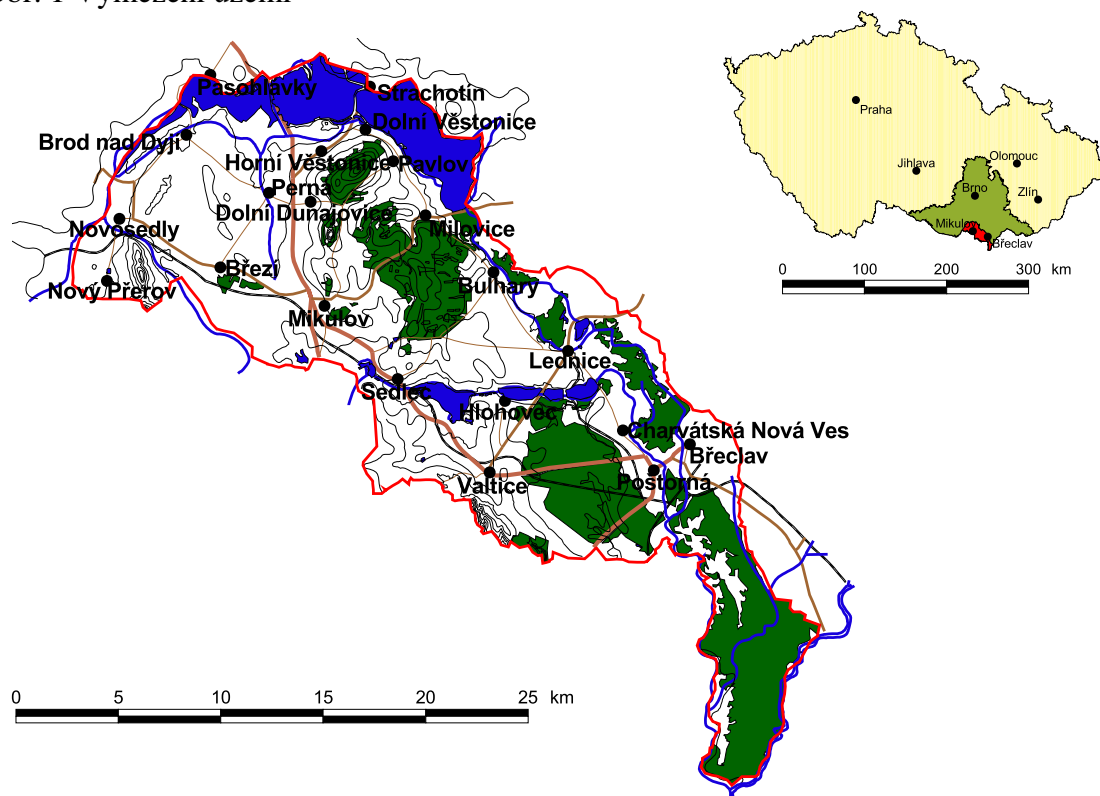 Pasohlávky
Strachotín
Dolní Věstonice
Brod nad Dyjí
Horní Věstonice
Pavlov
Perná
Dolní Dunajovice
Milovice
Novosedly
Březí
Bulhary
Nový Přerov
Mikulov
Lednice
Sedlec
Hlohovec
Charvátská Nová Ves
Břeclav
Valtice
Poštorná
0 5 10 15 20 25 km
Praha
Jihlava
Olomouc
Brno
Zlín
Mikulov
Břeclav
0 100 200 300 km